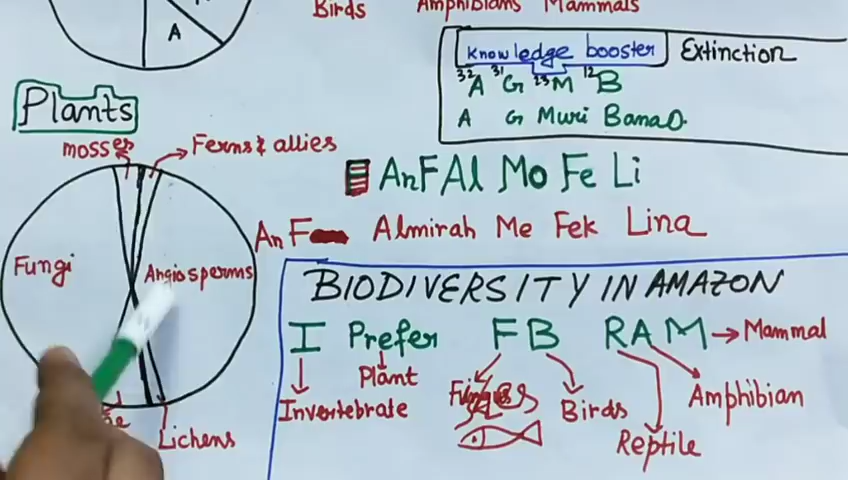 A
Birds Amphibians Mammals
Knowledge booster Extinction
32A 31G 23M 12B
A G Muri Banao
Plants
mosses Ferns & allies
AnFAl Mo Fe Li
AnF Almirah Me Fek Lina
Fungi
Angiosperms
Lichens
BIODIVERSITY IN AMAZON
I Prefer FB RAM → Mammal
Plant
Invertebrate
Birds
Amphibian
Reptile